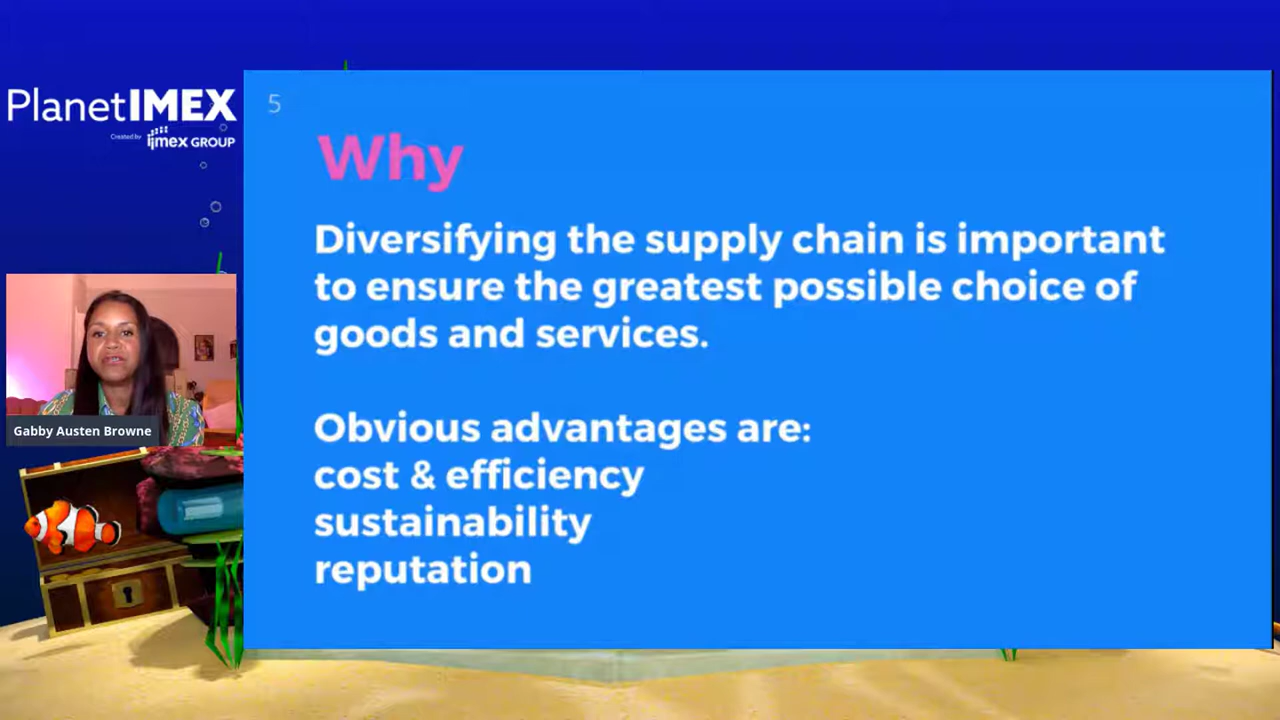 PlanetIMEX
Created by imex GROUP
5
Why
Diversifying the supply chain is important
to ensure the greatest possible choice of
goods and services.
Obvious advantages are:
cost & efficiency
sustainability
reputation
Gabby Austen Browne